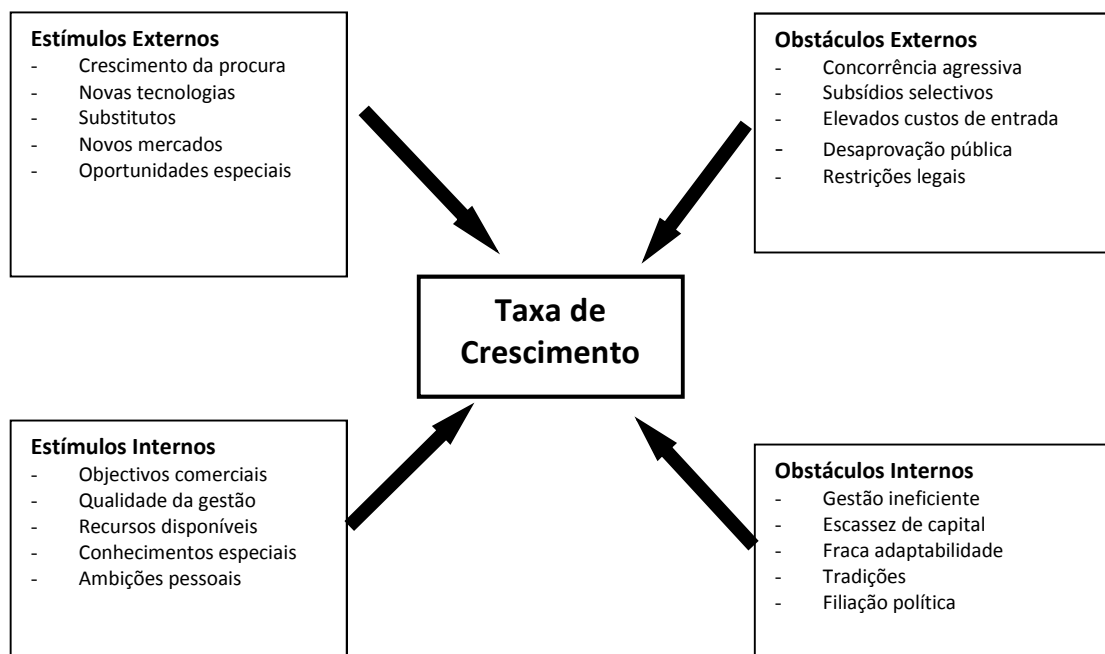 Estímulos Externos
- Crescimento da procura
- Novas tecnologias
- Substitutos
- Novos mercados
- Oportunidades especiais
Obstáculos Externos
- Concorrência agressiva
- Subsídios selectivos
- Elevados custos de entrada
- Desaprovação pública
- Restrições legais
Taxa de
Crescimento
Estímulos Internos
- Objectivos comerciais
- Qualidade da gestão
- Recursos disponíveis
- Conhecimentos especiais
- Ambições pessoais
Obstáculos Internos
- Gestão ineficiente
- Escassez de capital
- Fraca adaptabilidade
- Tradições
- Filiação política